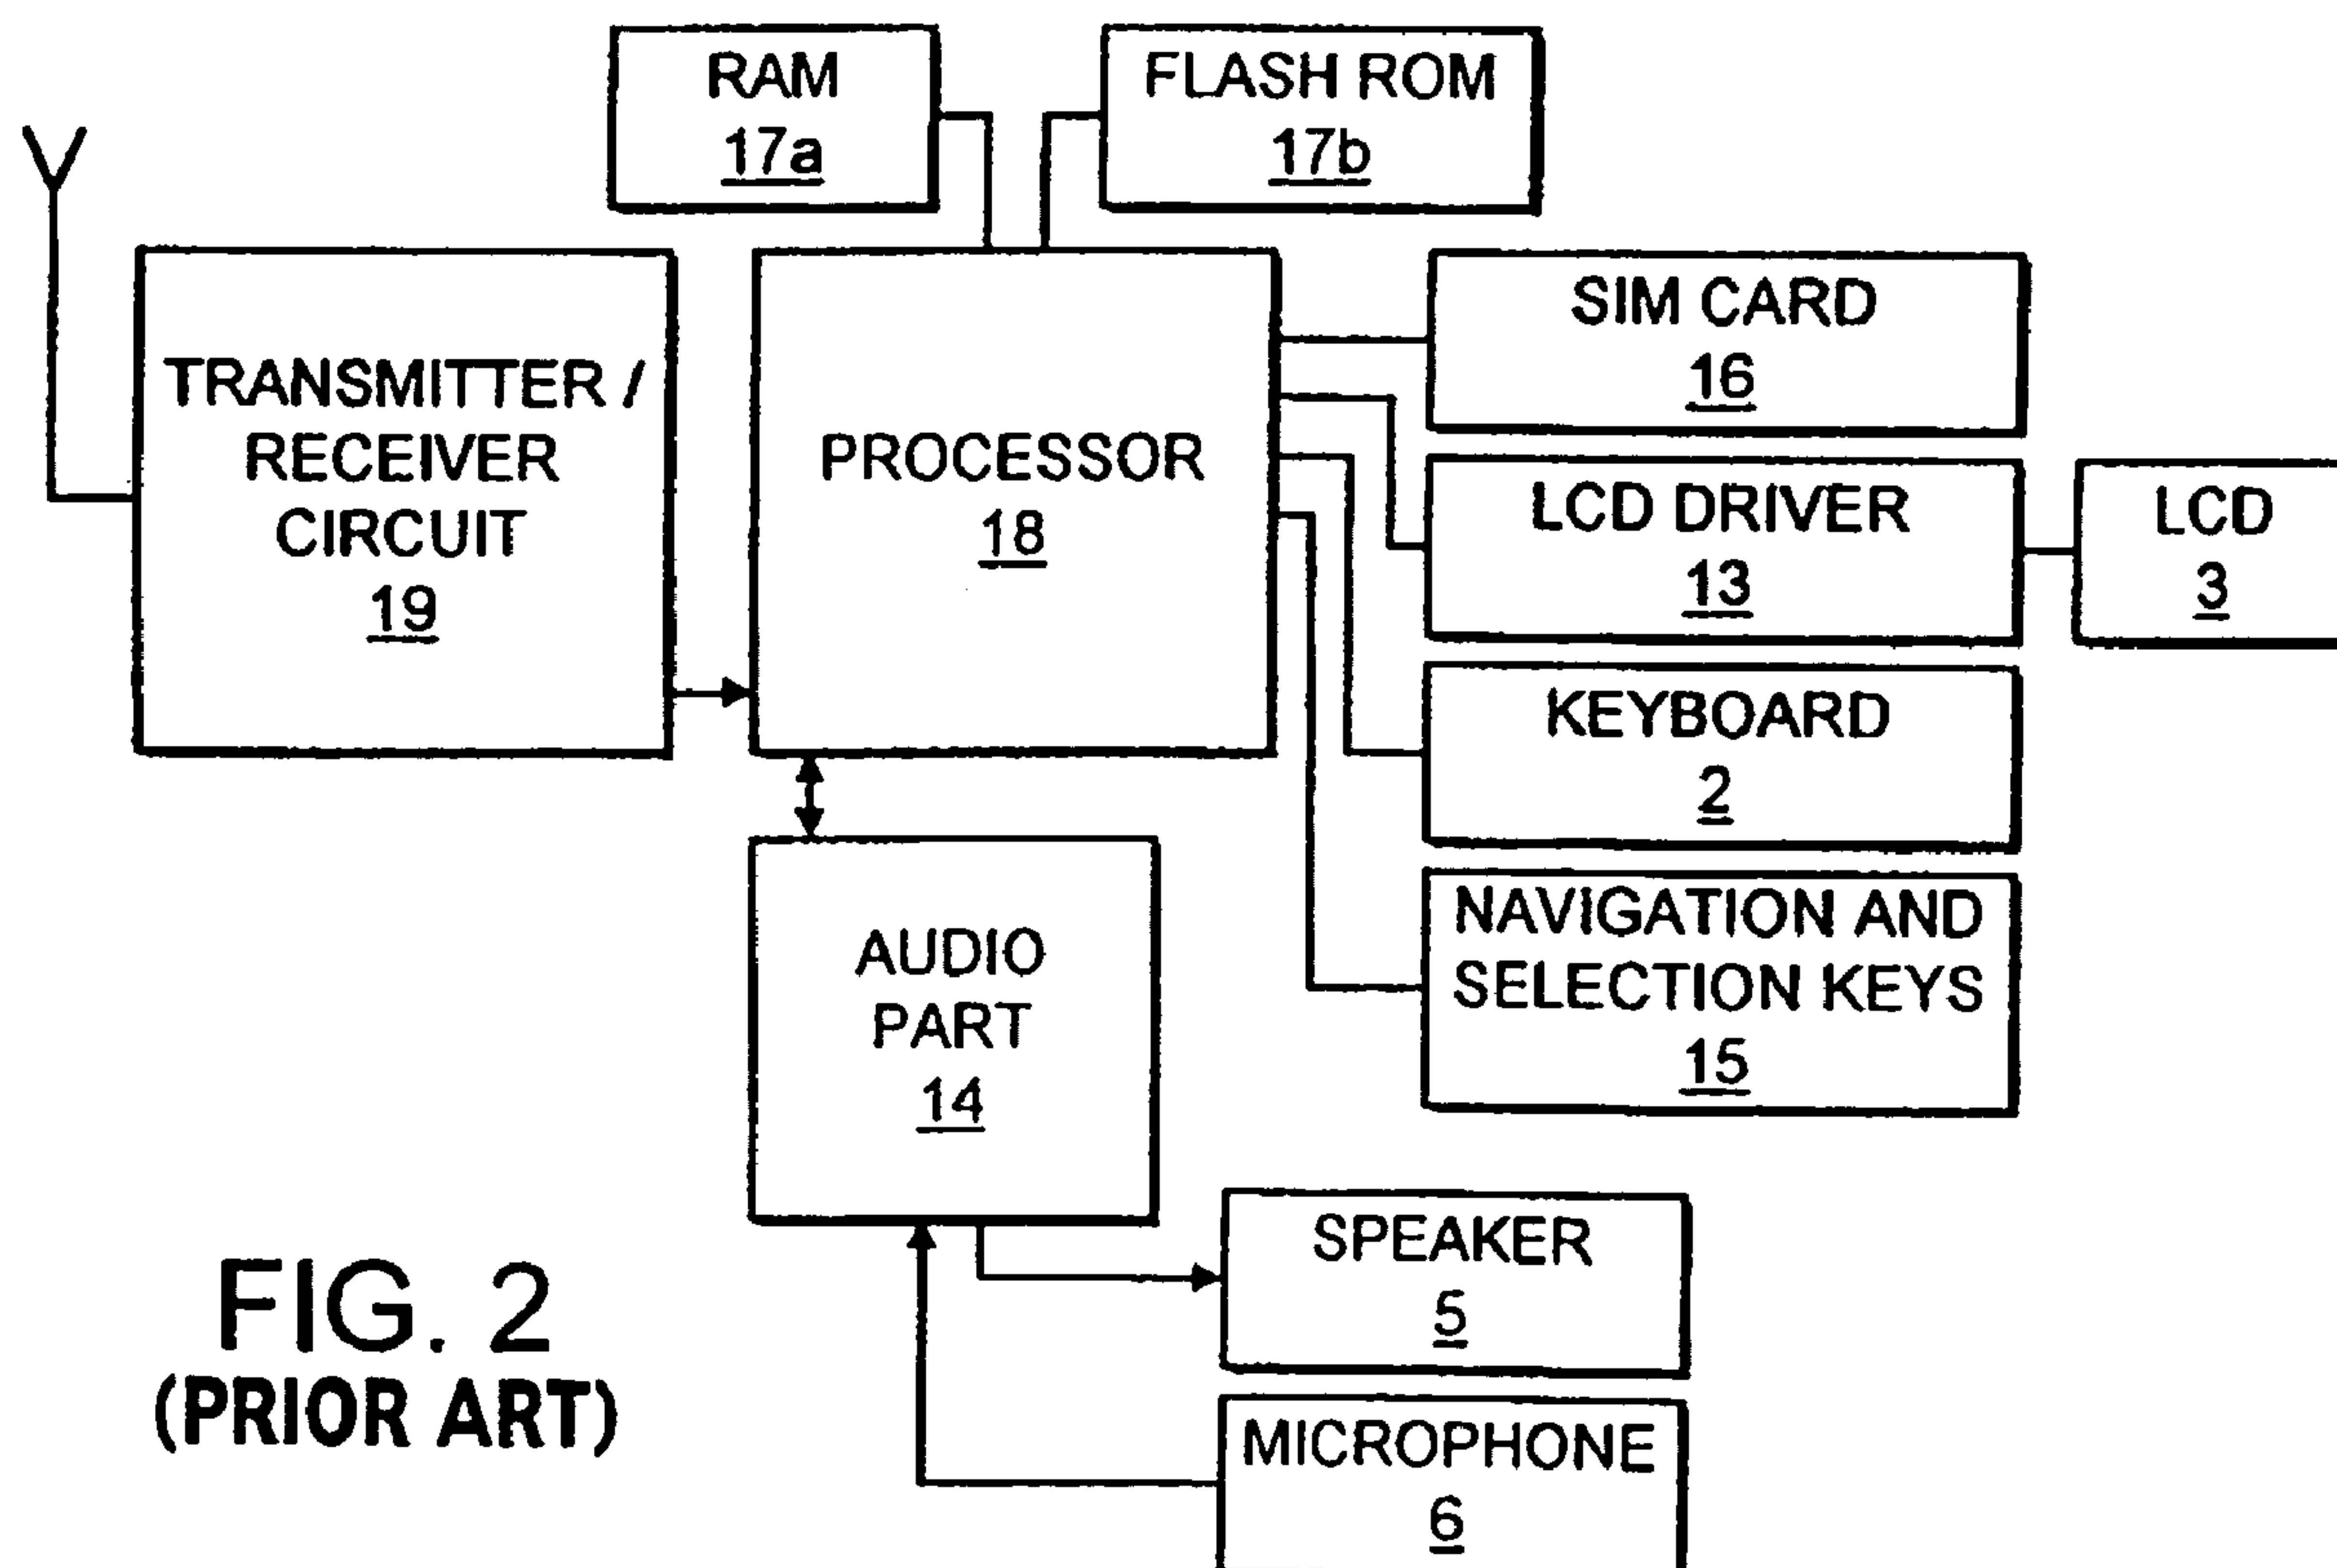 RAM
17a
FLASH ROM
17b
TRANSMITTER /
RECEIVER
CIRCUIT
19
PROCESSOR
18
SIM CARD
16
LCD DRIVER
13
LCD
3
KEYBOARD
2
NAVIGATION AND
SELECTION KEYS
15
AUDIO
PART
14
SPEAKER
5
MICROPHONE
6
FIG. 2
(PRIOR ART)